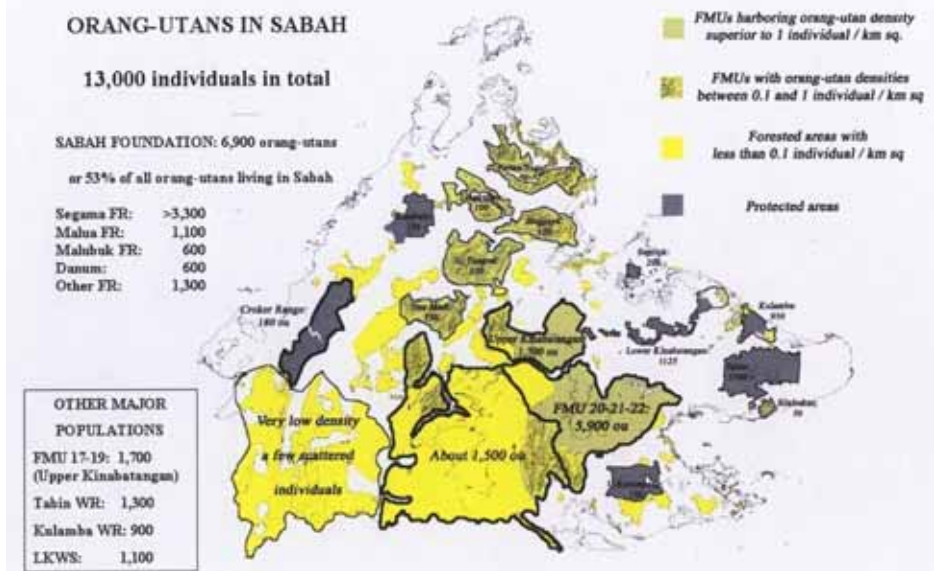 ORANG-UTANS IN SABAH
13,000 individuals in total
SABAH FOUNDATION: 6,900 orang-utans
or 53% of all orang-utans living in Sabah
Segama FR: >3,300
Malua FR: 1,100
Malubuk FR: 600
Danum: 600
Other FR: 1,300
FMUs harboring orang-utan density
superior to 1 individual / km sq.
FMUs with orang-utan densities
between 0.1 and 1 individual / km sq
Forested areas with
less than 0.1 individual / km sq
Protected areas
Croker Range:
180 ou
Kulamba
Upper Kinabatangan
Lower Kinabatangan:
1125
FMU 20-21-22:
5,900 ou
Very low density
a few scattered
individuals
About 1,500 ou
OTHER MAJOR
POPULATIONS
FMU 17-19: 1,700
(Upper Kinabatangan)
Tabin WR: 1,300
Kulamba WR: 900
LKWS: 1,100